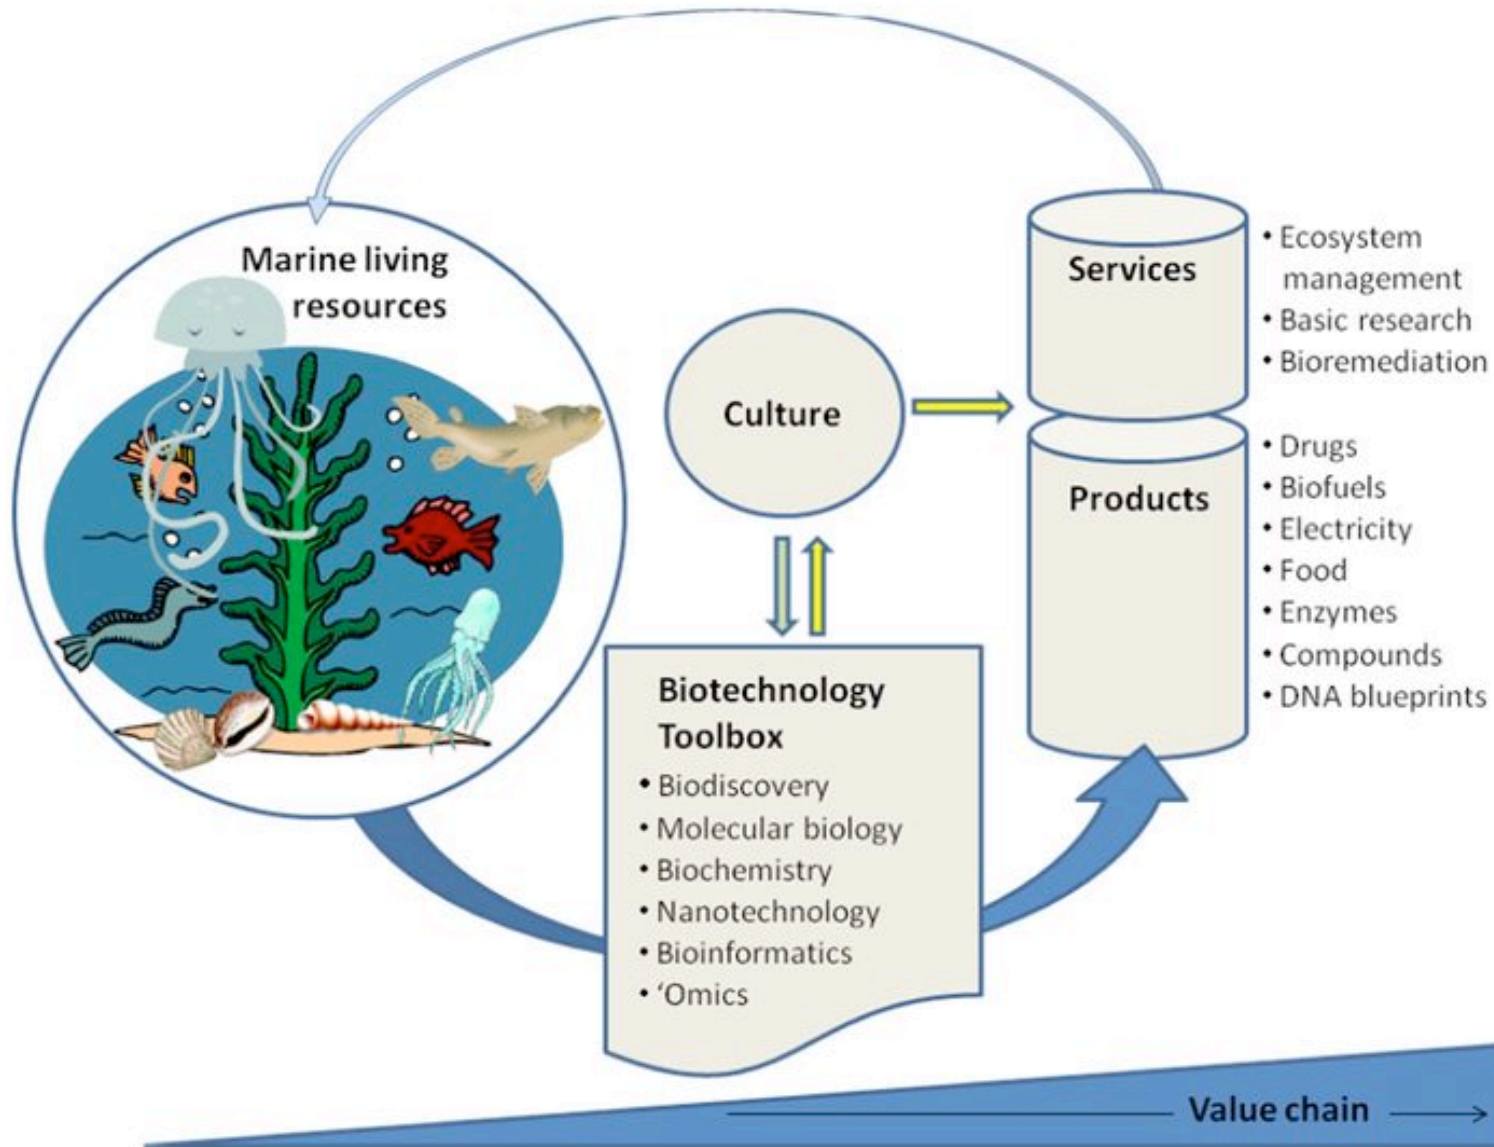 Marine living
resources
Culture
Services
• Ecosystem
management
• Basic research
• Bioremediation
Products
• Drugs
• Biofuels
• Electricity
• Food
• Enzymes
• Compounds
• DNA blueprints
Biotechnology
Toolbox
• Biodiscovery
• Molecular biology
• Biochemistry
• Nanotechnology
• Bioinformatics
• ‘Omics
Value chain